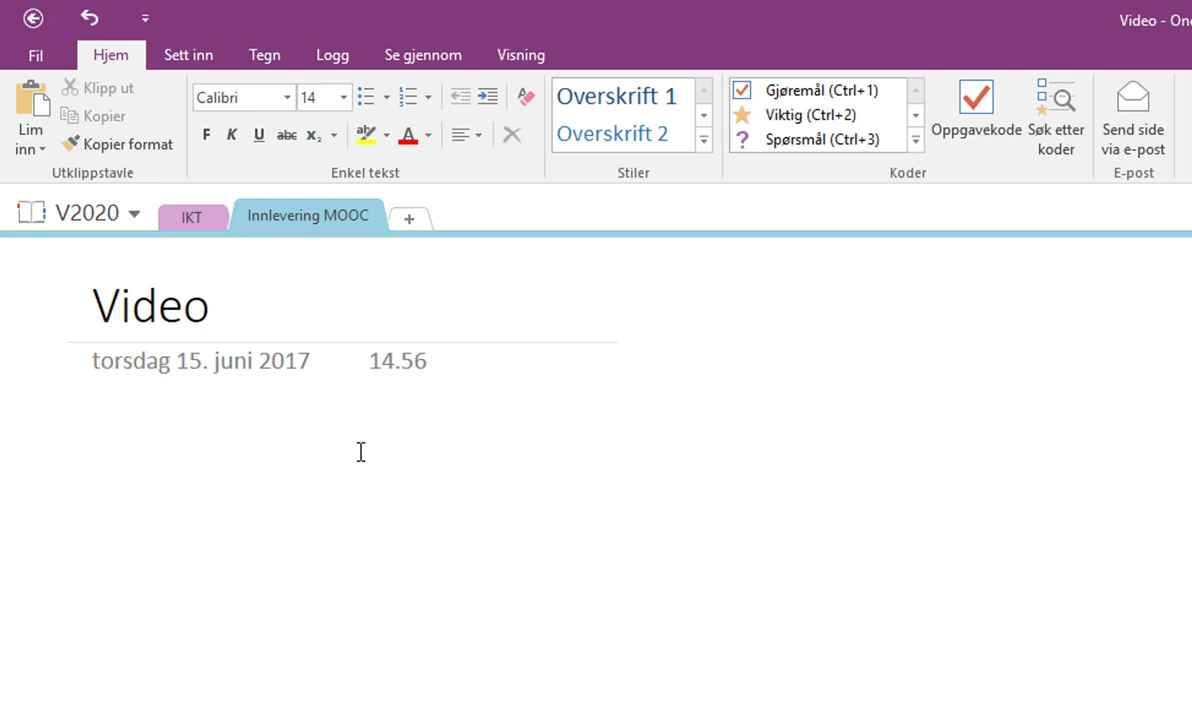 Video - One
Fil Hjem Sett inn Tegn Logg Se gjennom Visning
Lim inn
Klipp ut
Kopier
Kopier format
Utklippstavle
Calibri 14
F K U abc X₂ ab A
Enkel tekst
Overskrift 1
Overskrift 2
Stiler
Gjøremål (Ctrl+1)
Viktig (Ctrl+2)
? Spørsmål (Ctrl+3)
Oppgavekode
Søk etter
koder
Koder
Send side
via e-post
E-post
V2020 IKT Innlevering MOOC +
Video
torsdag 15. juni 2017 14.56